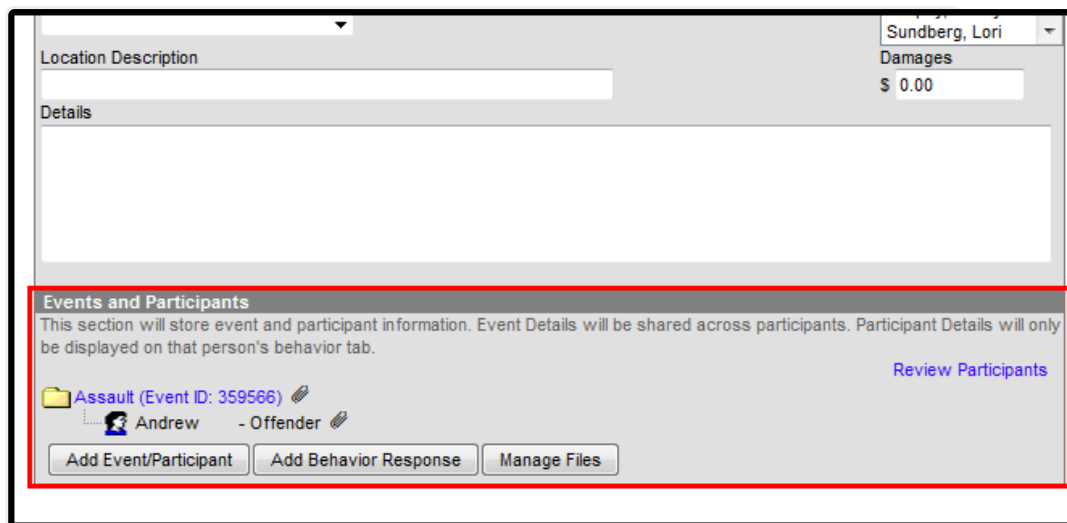 Sundberg, Lori
Location Description
Damages
$ 0.00
Details
Events and Participants
This section will store event and participant information. Event Details will be shared across participants. Participant Details will only
be displayed on that person's behavior tab.
Review Participants
Assault (Event ID: 359566)
Andrew - Offender
Add Event/Participant Add Behavior Response Manage Files